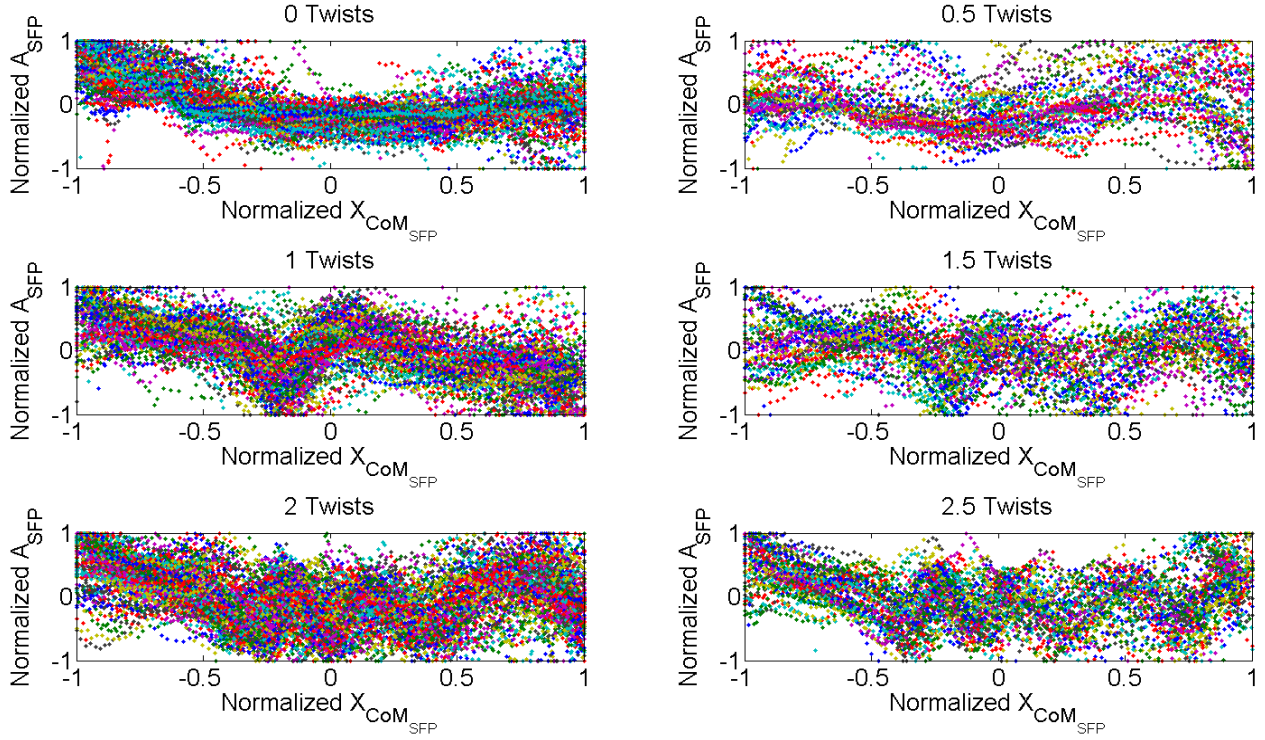 0 Twists
Normalized A_SFP
1
0
-1
-1 -0.5 0 0.5 1
Normalized X_CoM_SFP
0.5 Twists
Normalized A_SFP
1
0
-1
-1 -0.5 0 0.5 1
Normalized X_CoM_SFP
1 Twists
Normalized A_SFP
1
0
-1
-1 -0.5 0 0.5 1
Normalized X_CoM_SFP
1.5 Twists
Normalized A_SFP
1
0
-1
-1 -0.5 0 0.5 1
Normalized X_CoM_SFP
2 Twists
Normalized A_SFP
1
0
-1
-1 -0.5 0 0.5 1
Normalized X_CoM_SFP
2.5 Twists
Normalized A_SFP
1
0
-1
-1 -0.5 0 0.5 1
Normalized X_CoM_SFP